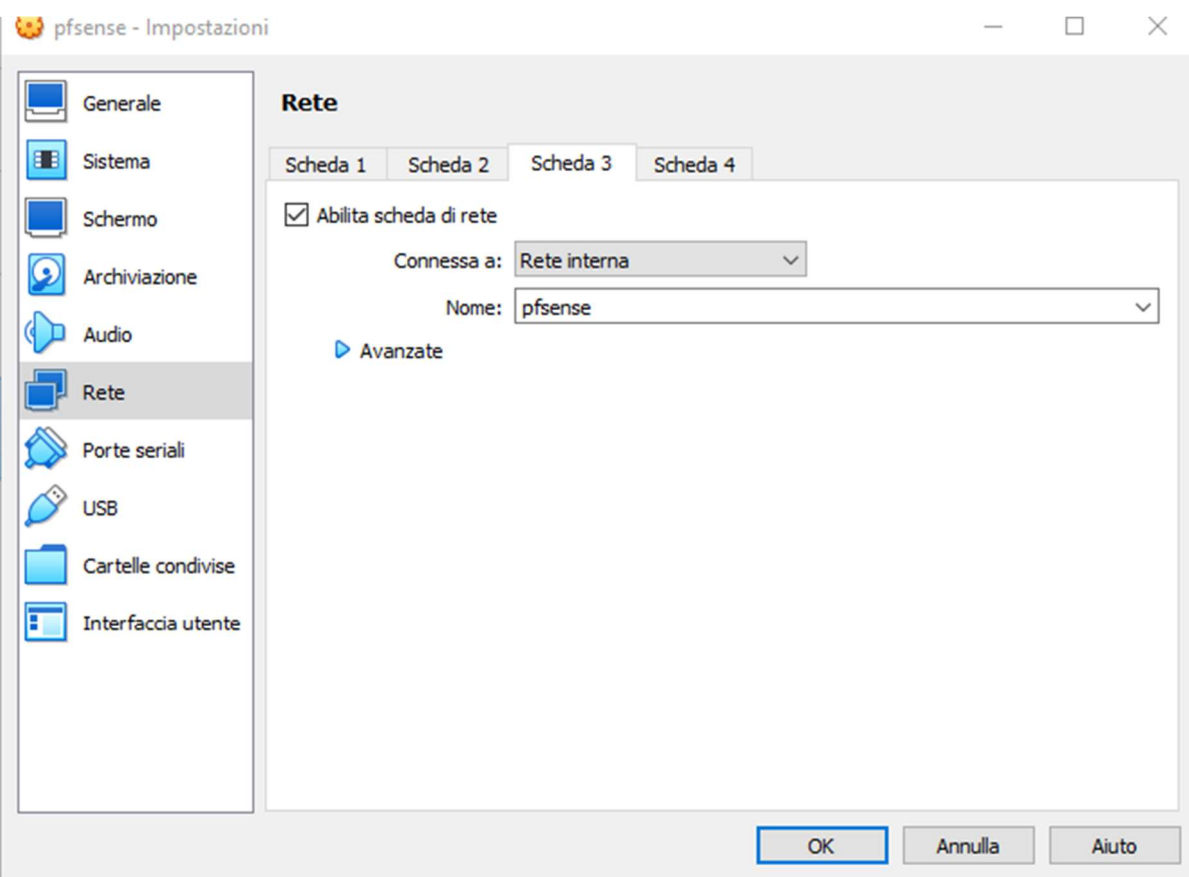 pfsense - Impostazioni
Generale
Sistema
Schermo
Archiviazione
Audio
Rete
Porte seriali
USB
Cartelle condivise
Interfaccia utente
Rete
Scheda 1 Scheda 2 Scheda 3 Scheda 4
Abilita scheda di rete
Connessa a: Rete interna
Nome: pfsense
Avanzate
OK Annulla Aiuto